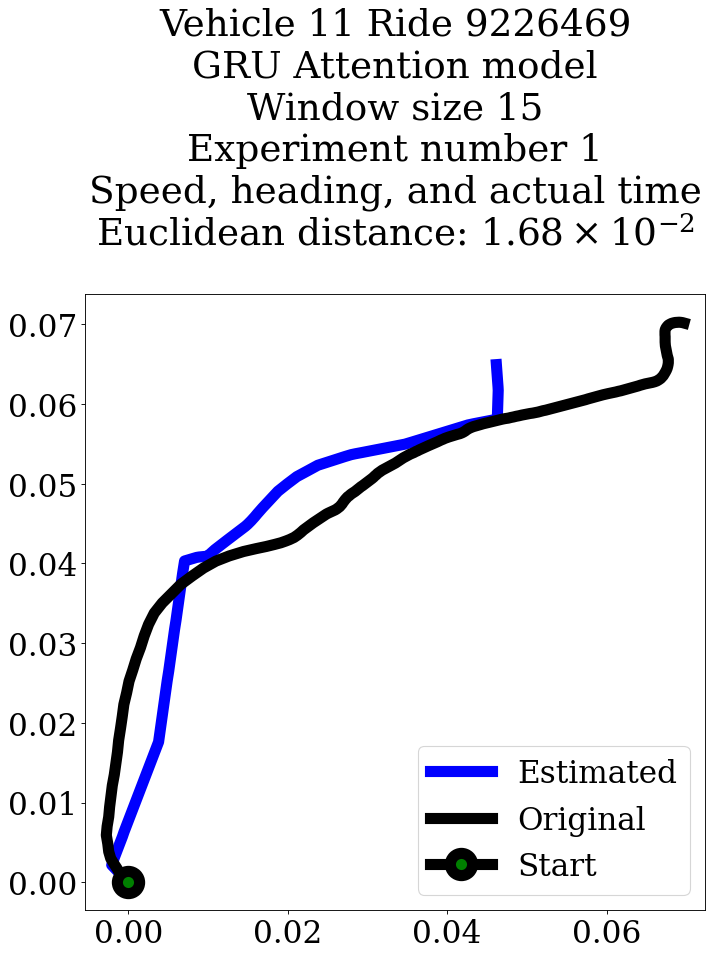 Vehicle 11 Ride 9226469
GRU Attention model
Window size 15
Experiment number 1
Speed, heading, and actual time
Euclidean distance: 1.68 × 10⁻²
0.07
0.06
0.05
0.04
0.03
0.02
0.01
0.00
Estimated
Original
Start
0.00 0.02 0.04 0.06